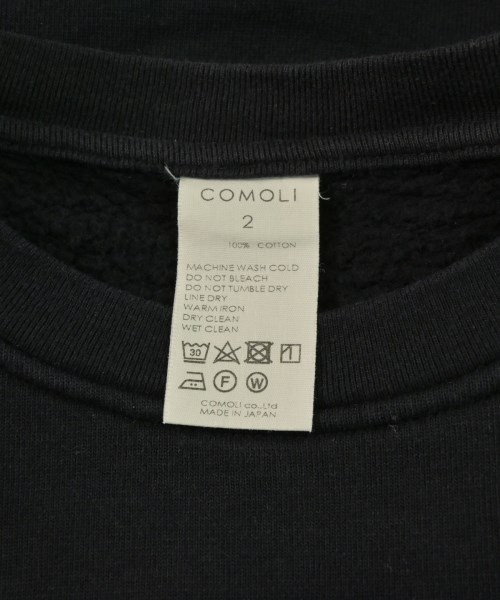 COMOLI
2
100% COTTON
MACHINE WASH COLD
DO NOT BLEACH
DO NOT TUMBLE DRY
LINE DRY
WARM IRON
DRY CLEAN
WET CLEAN
30
F W
COMOLI co.,Ltd
MADE IN JAPAN